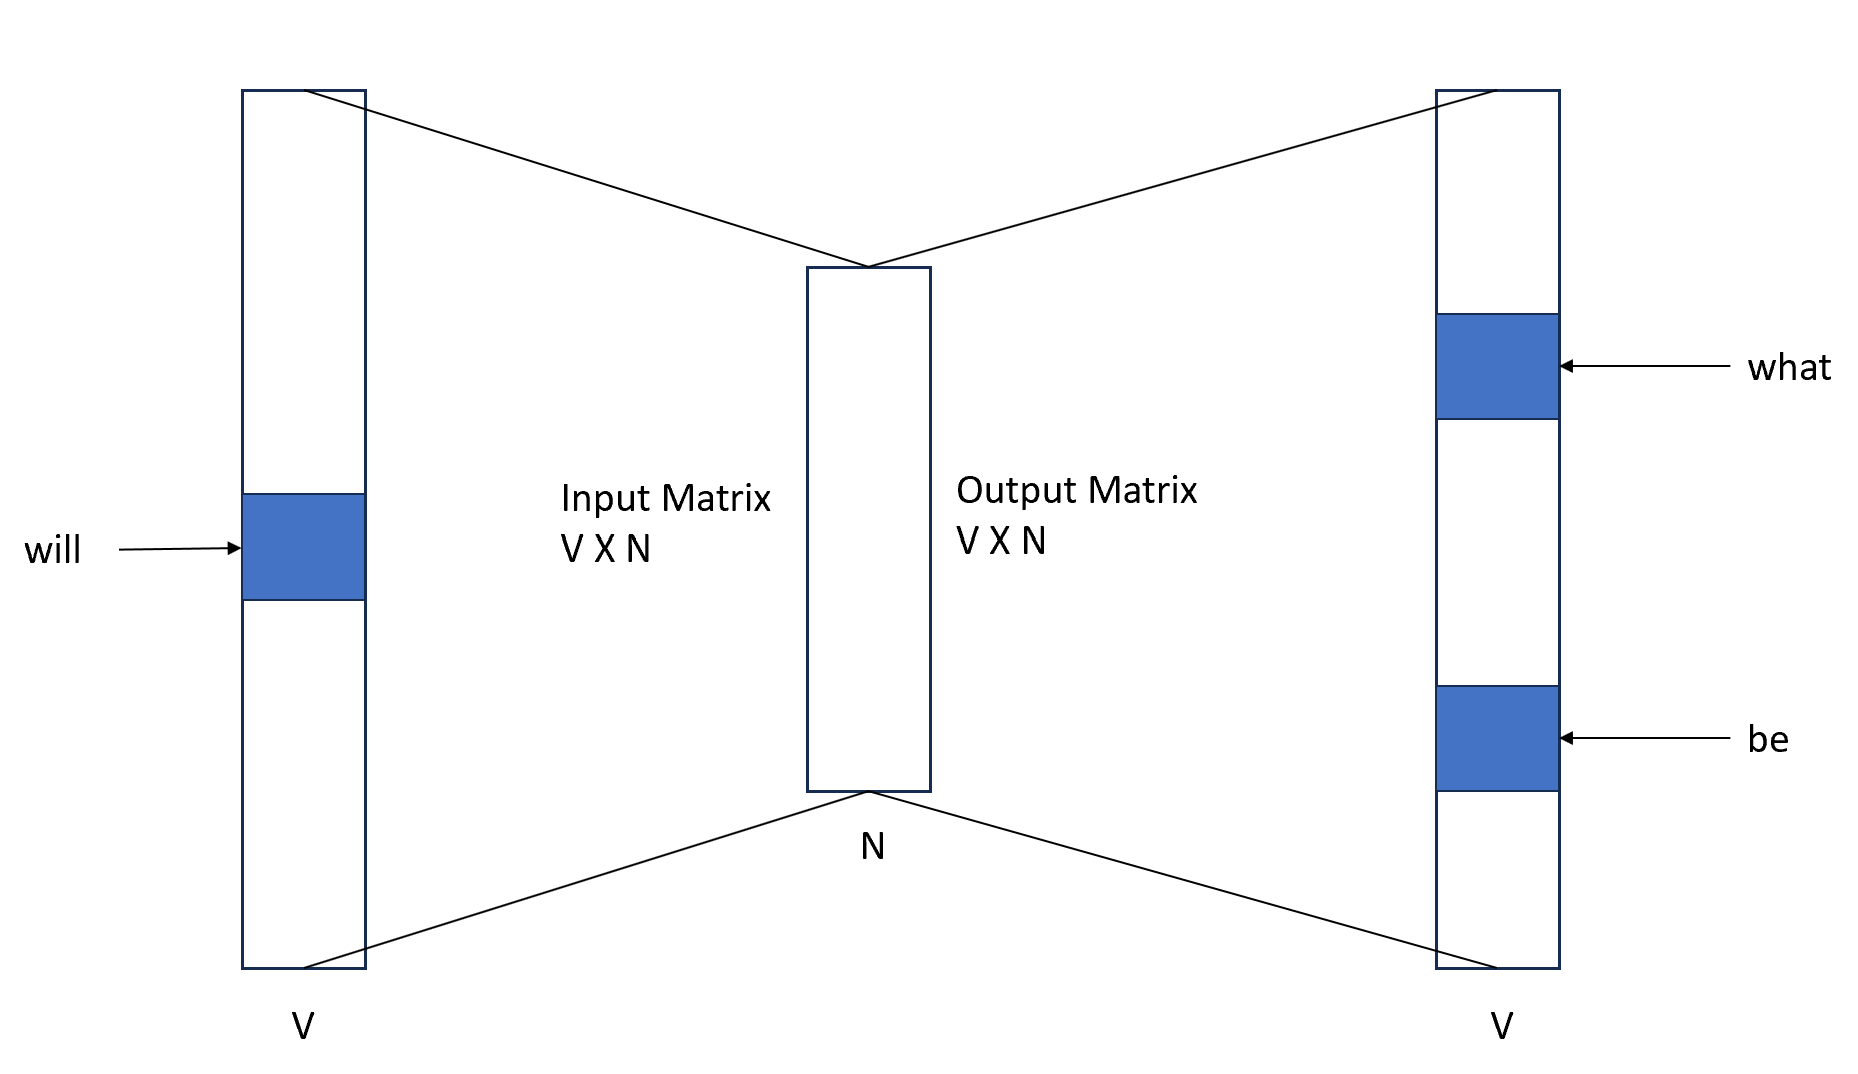 will
Input Matrix
V X N
Output Matrix
V X N
what
be
N
V
V